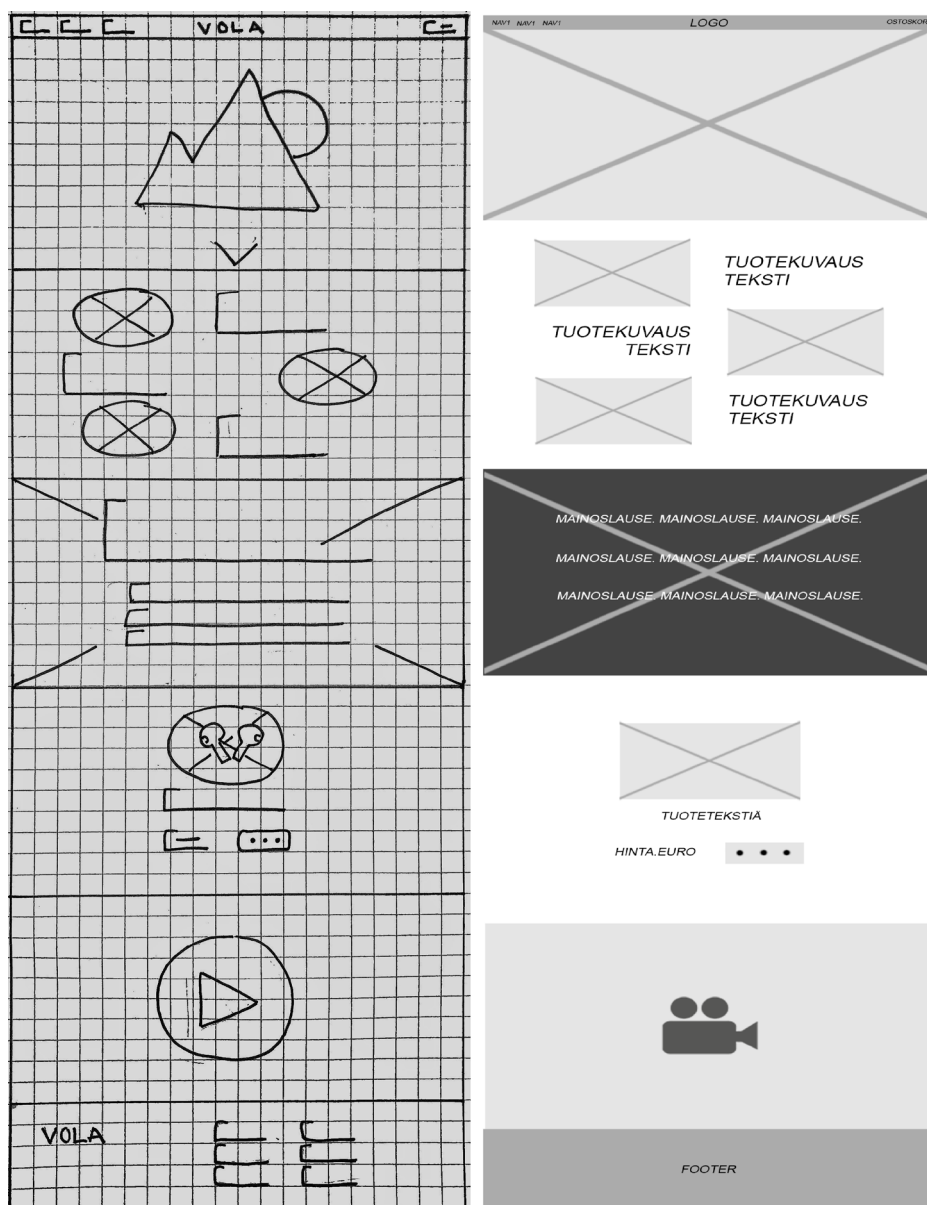 VOLA
VOLA
NAV1 NAV1 NAV1 LOGO OSTOSKORI
TUOTEKUVAUS
TEKSTI
TUOTEKUVAUS
TEKSTI
TUOTEKUVAUS
TEKSTI
MAINOSLAUSE. MAINOSLAUSE. MAINOSLAUSE.
MAINOSLAUSE. MAINOSLAUSE. MAINOSLAUSE.
MAINOSLAUSE. MAINOSLAUSE. MAINOSLAUSE.
TUOTETEKSTIÄ
HINTA.EURO
FOOTER